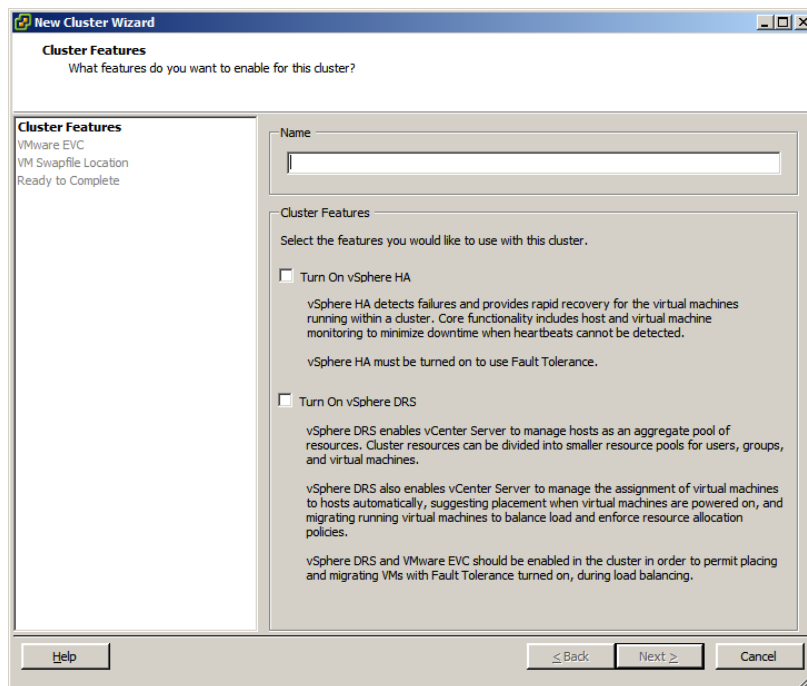 New Cluster Wizard
Cluster Features
What features do you want to enable for this cluster?
Cluster Features
VMware EVC
VM Swapfile Location
Ready to Complete
Name
Cluster Features
Select the features you would like to use with this cluster.
Turn On vSphere HA
vSphere HA detects failures and provides rapid recovery for the virtual machines
running within a cluster. Core functionality includes host and virtual machine
monitoring to minimize downtime when heartbeats cannot be detected.
vSphere HA must be turned on to use Fault Tolerance.
Turn On vSphere DRS
vSphere DRS enables vCenter Server to manage hosts as an aggregate pool of
resources. Cluster resources can be divided into smaller resource pools for users, groups,
and virtual machines.
vSphere DRS also enables vCenter Server to manage the assignment of virtual machines
to hosts automatically, suggesting placement when virtual machines are powered on, and
migrating running virtual machines to balance load and enforce resource allocation
policies.
vSphere DRS and VMware EVC should be enabled in the cluster in order to permit placing
and migrating VMs with Fault Tolerance turned on, during load balancing.
Help
< Back
Next >
Cancel